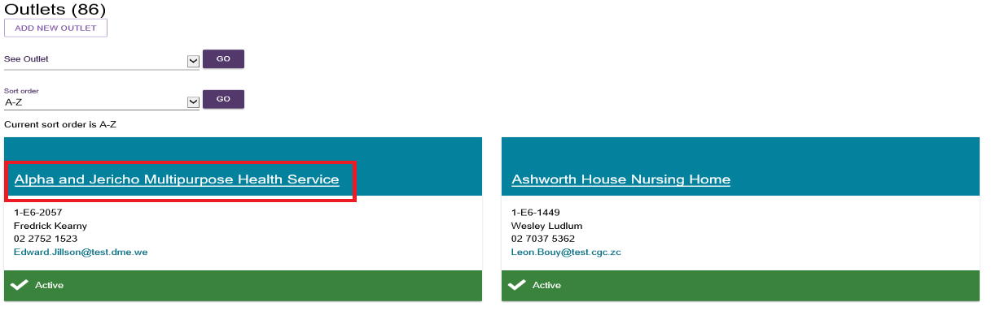 Outlets (86)
ADD NEW OUTLET
See Outlet
GO
Sort order
A-Z
GO
Current sort order is A-Z
Alpha and Jericho Multipurpose Health Service
1-E6-2057
Fredrick Kearny
02 2752 1523
Edward.Jillson@test.dme.we
Active
Ashworth House Nursing Home
1-E6-1449
Wesley Ludlum
02 7037 5362
Leon.Bouy@test.cgc.zc
Active